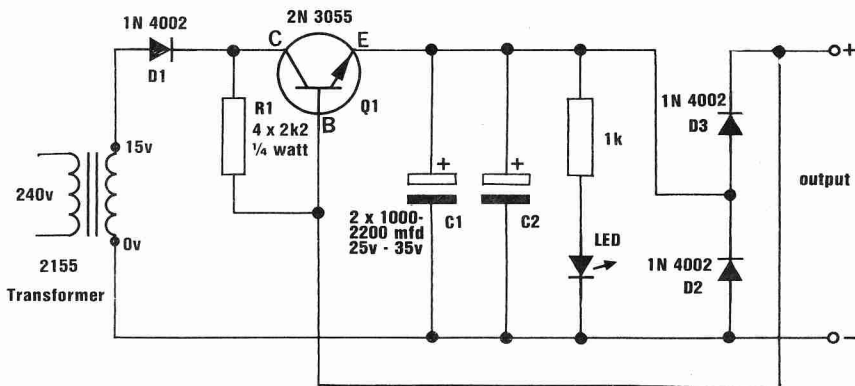 1N 4002
D1
2N 3055
C
E
Q1
B
R1
4 x 2k2
¼ watt
15v
240v
0v
2155
Transformer
+
C1
+
C2
2 x 1000-
2200 mfd
25v - 35v
1k
LED
1N 4002
D3
1N 4002
D2
+
output
−